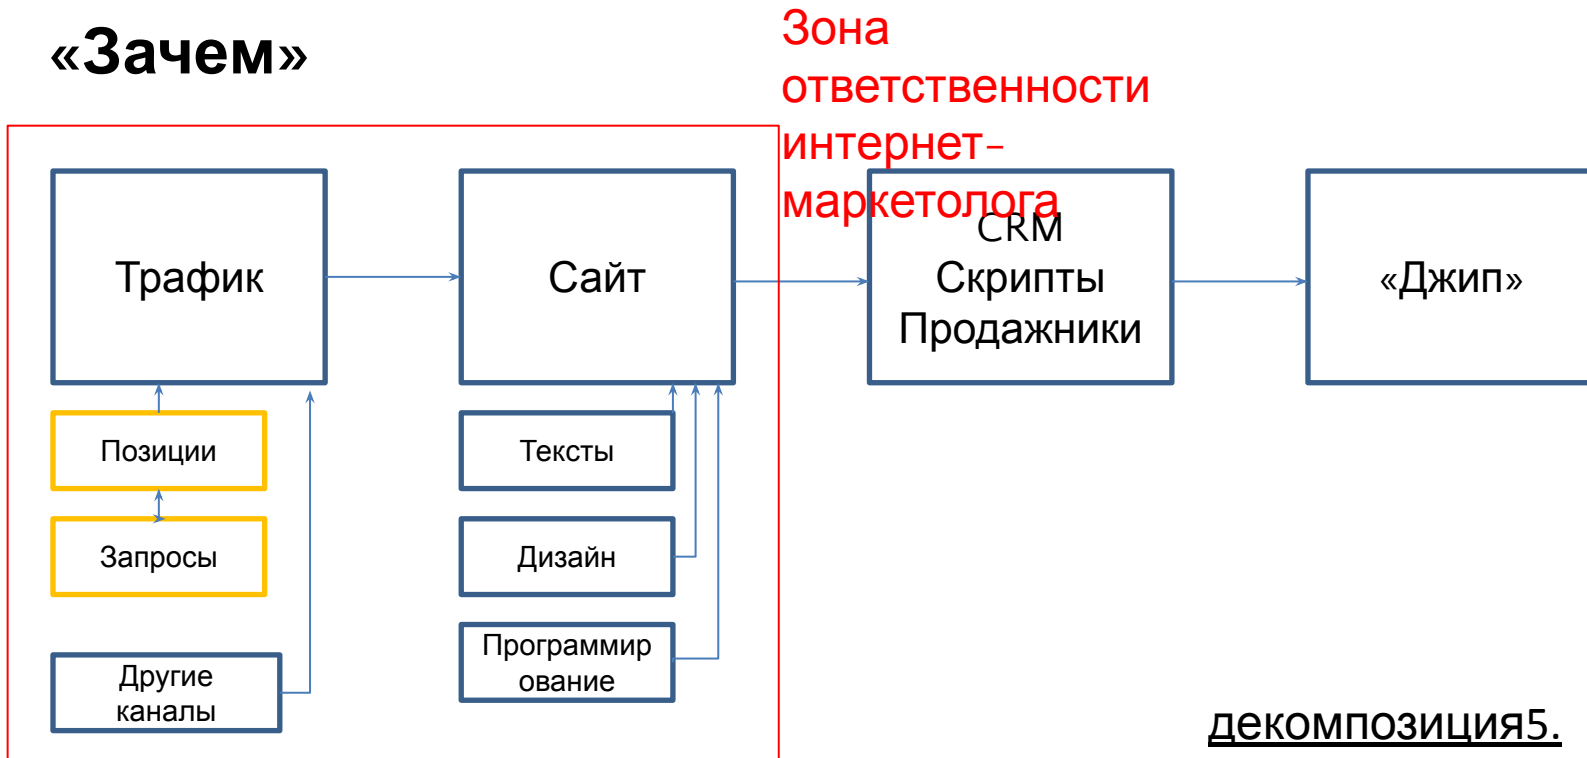 «Зачем»
Зона
ответственности
интернет-
маркетолога
Трафик
Сайт
CRM
Скрипты
Продажники
«Джип»
Позиции
Запросы
Другие
каналы
Тексты
Дизайн
Программир
ование
декомпозиция5.